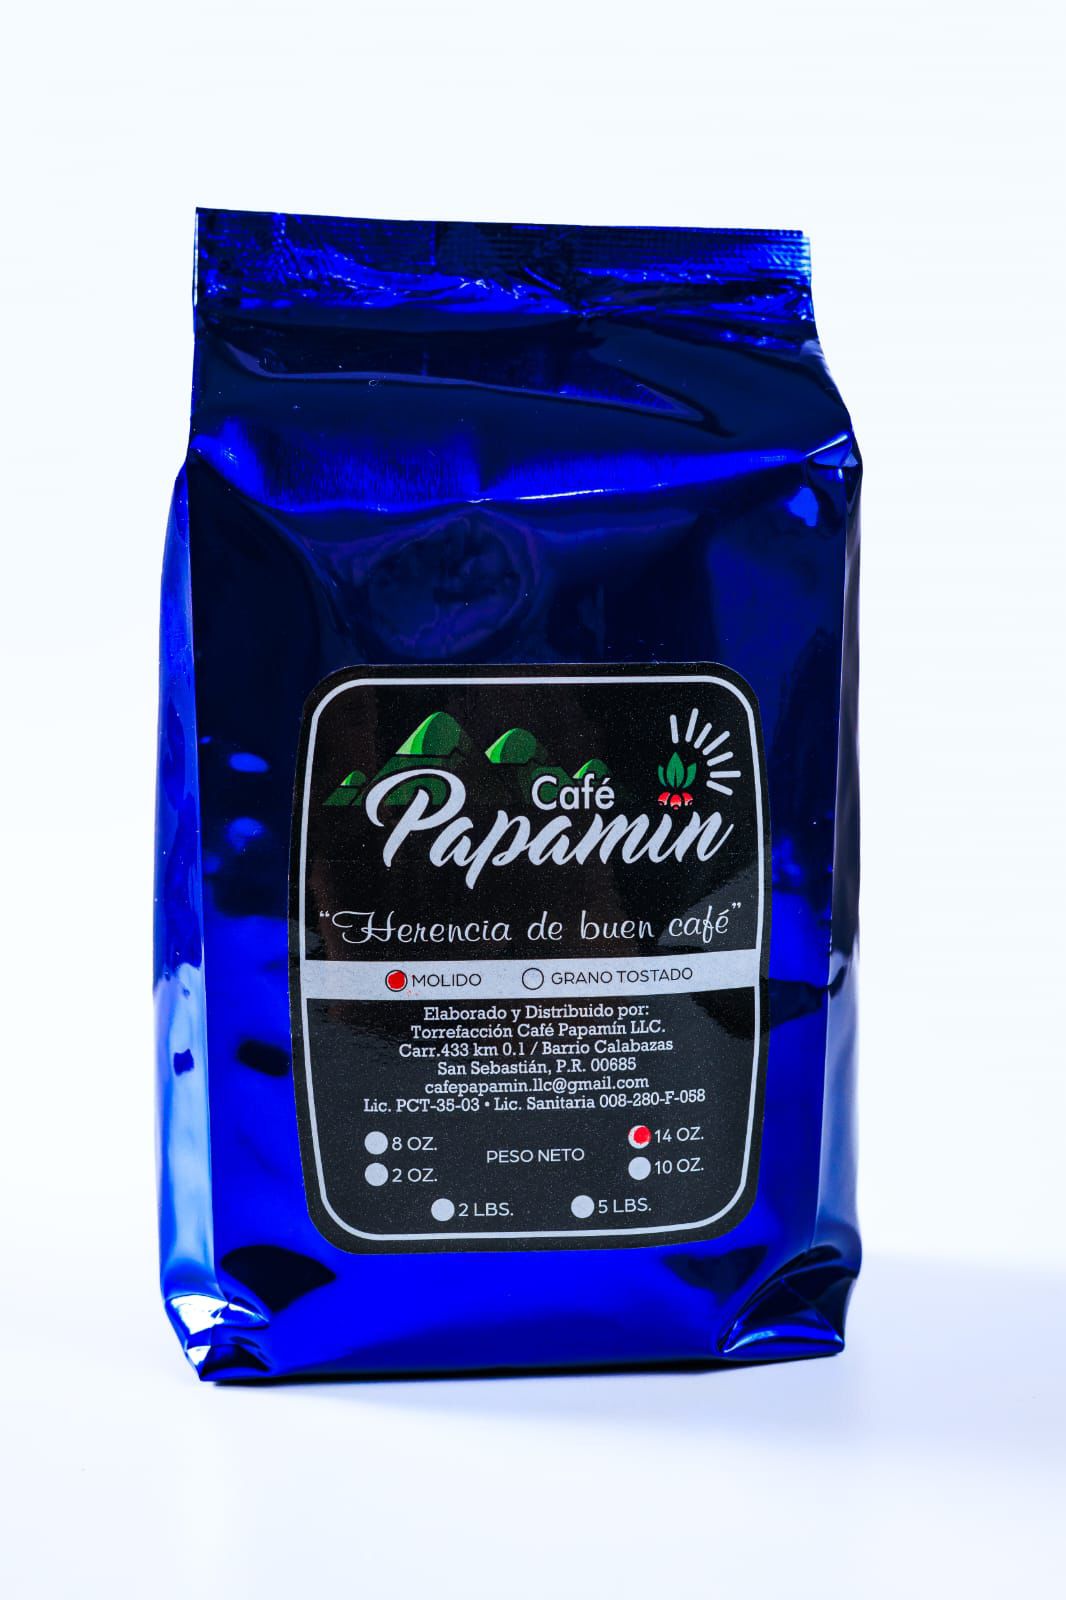 Café
Papamín
“Herencia de buen café”
MOLIDO GRANO TOSTADO
Elaborado y Distribuido por:
Torrefacción Café Papamín LLC.
Carr.433 km 0.1 / Barrio Calabazas
San Sebastián, P.R. 00685
cafepapamin.llc@gmail.com
Lic. PCT-35-03 • Lic. Sanitaria 008-280-F-058
8 OZ. PESO NETO 14 OZ.
2 OZ. 10 OZ.
2 LBS. 5 LBS.